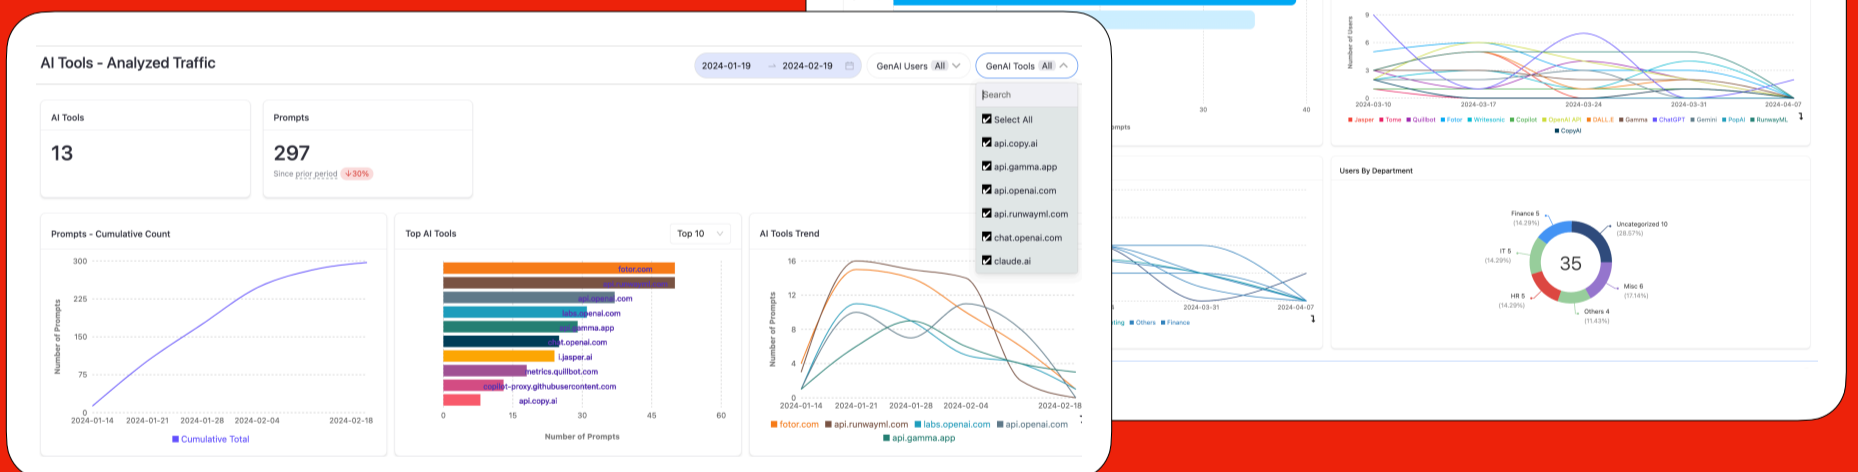 AI Tools - Analyzed Traffic
2024-01-19 → 2024-02-19
GenAI Users All
GenAI Tools All
Search
Select All
api.copy.ai
api.gamma.app
api.openai.com
api.runwayml.com
chat.openai.com
claude.ai
AI Tools
13
Prompts
297
Since prior period ↓30%
Prompts - Cumulative Count
Number of Prompts
300
225
150
75
0
2024-01-14 2024-01-21 2024-01-28 2024-02-04 2024-02-18
Cumulative Total
Top AI Tools
Top 10
fotor.com
api.runwayml.com
api.openai.com
labs.openai.com
api.gamma.app
chat.openai.com
i.jasper.ai
metrics.quillbot.com
copilot-proxy.githubusercontent.com
api.copy.ai
0 15 30 45 60
Number of Prompts
AI Tools Trend
Number of Prompts
16
12
8
4
0
2024-01-14 2024-01-21 2024-01-28 2024-02-04 2024-02-18
fotor.com api.runwayml.com labs.openai.com api.openai.com
api.gamma.app
30 40
ompts
Number of Users
9
6
3
0
2024-03-10 2024-03-17 2024-03-24 2024-03-31 2024-04-07
Jasper Tome Quillbot Fotor Writesonic Copilot OpenAI API DALL.E Gamma ChatGPT Gemini PopAI RunwayML
CopyAI
2024-03-31 2024-04-07
ting Others Finance
Users By Department
Finance 5
(14.29%)
Uncategorized 10
(28.57%)
IT 5
(14.29%)
35
Misc 6
(17.14%)
HR 5
(14.29%)
Others 4
(11.43%)